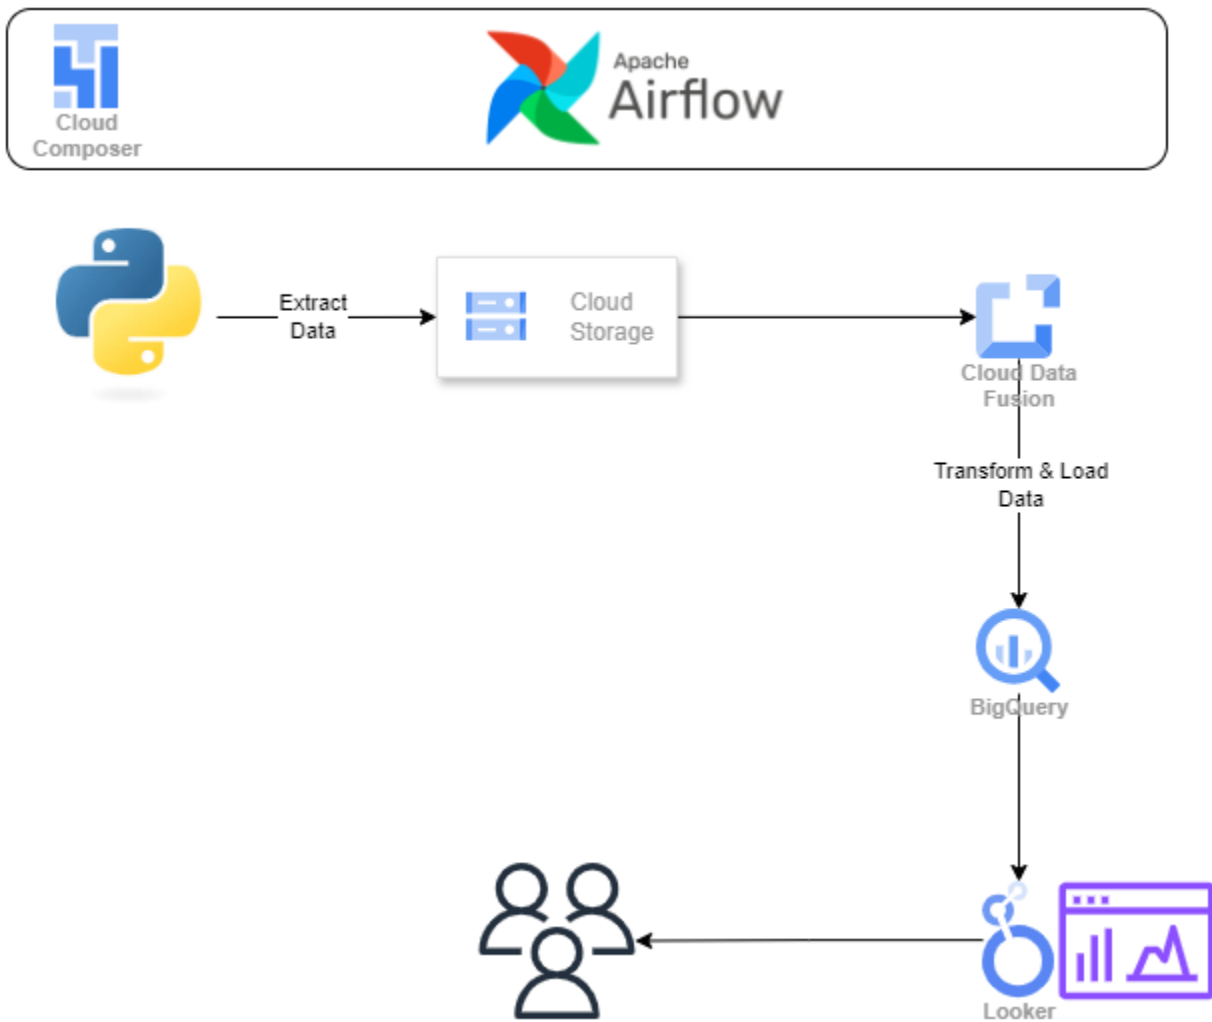 Cloud
Composer
Apache
Airflow
Extract
Data
Cloud
Storage
Cloud Data
Fusion
Transform & Load
Data
BigQuery
Looker